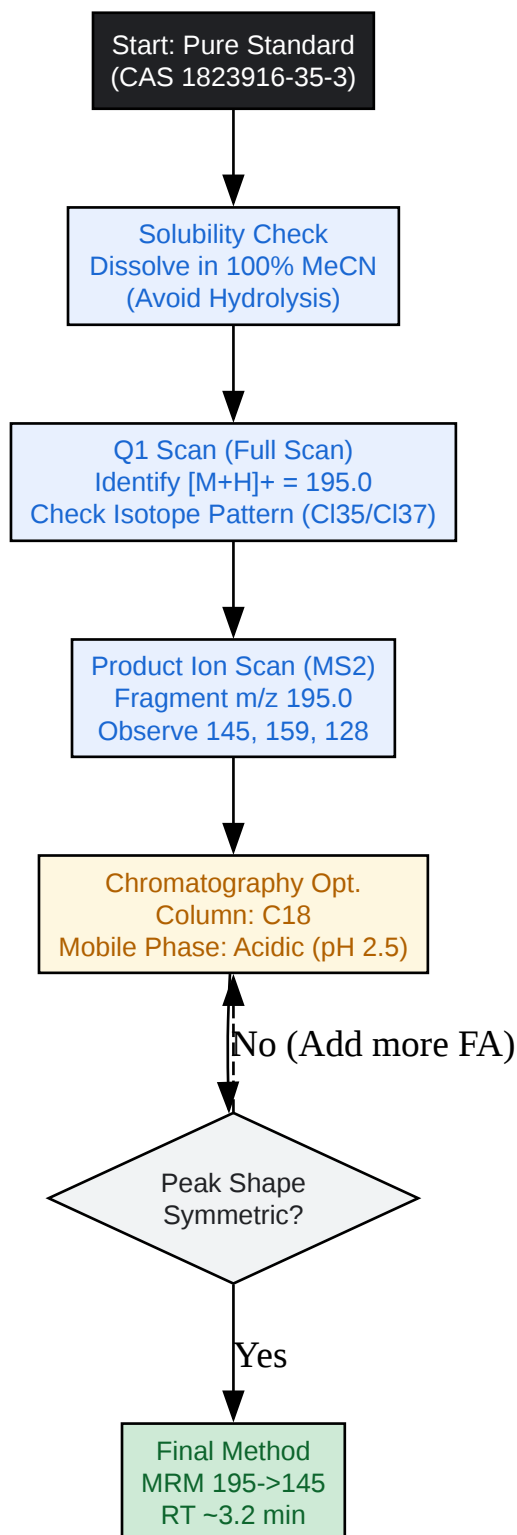 Start: Pure Standard
(CAS 1823916-35-3)
Solubility Check
Dissolve in 100% MeCN
(Avoid Hydrolysis)
Q1 Scan (Full Scan)
Identify [M+H]+ = 195.0
Check Isotope Pattern (Cl35/Cl37)
Product Ion Scan (MS2)
Fragment m/z 195.0
Observe 145, 159, 128
Chromatography Opt.
Column: C18
Mobile Phase: Acidic (pH 2.5)
No (Add more FA)
Peak Shape
Symmetric?
Yes
Final Method
MRM 195->145
RT ~3.2 min